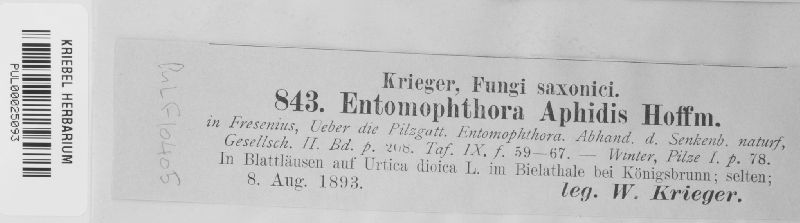 KRIEBEL HERBARIUM
PUL00025093
PUL F10405
Krieger, Fungi saxonici.
843. Entomophthora Aphidis Hoffm.
in Fresenius, Ueber die Pilzgatt. Entomophthora. Abhand. d. Senkenb. naturf,
Gesellsch. II. Bd. p. 208. Taf. IX. f. 59—67. — Winter, Pilze I. p. 78.
In Blattläusen auf Urtica dioica L. im Bielathale bei Königsbrunn; selten;
8. Aug. 1893.
leg. W. Krieger.